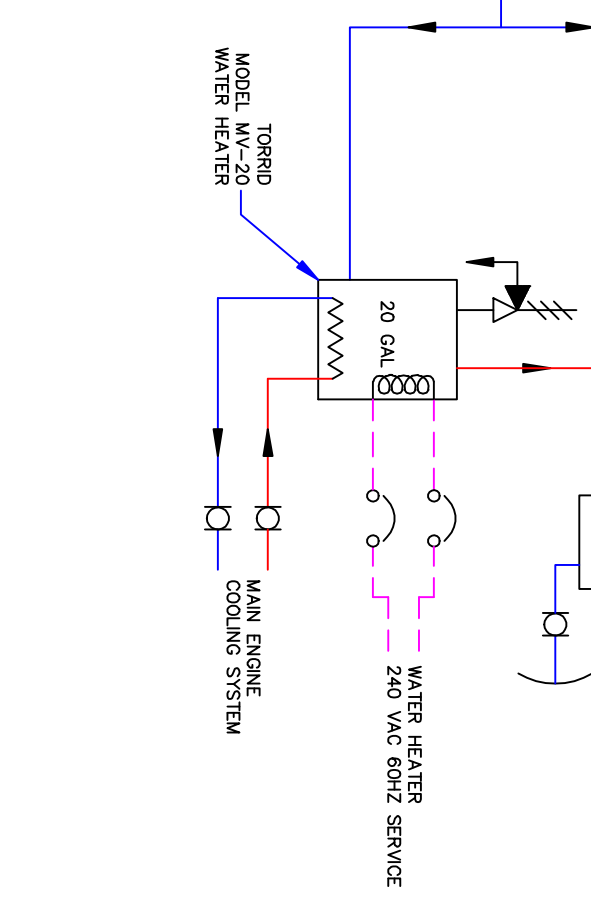 TORRID
MODEL MV-20
WATER HEATER
20 GAL
MAIN ENGINE
COOLING SYSTEM
WATER HEATER
240 VAC 60HZ SERVICE